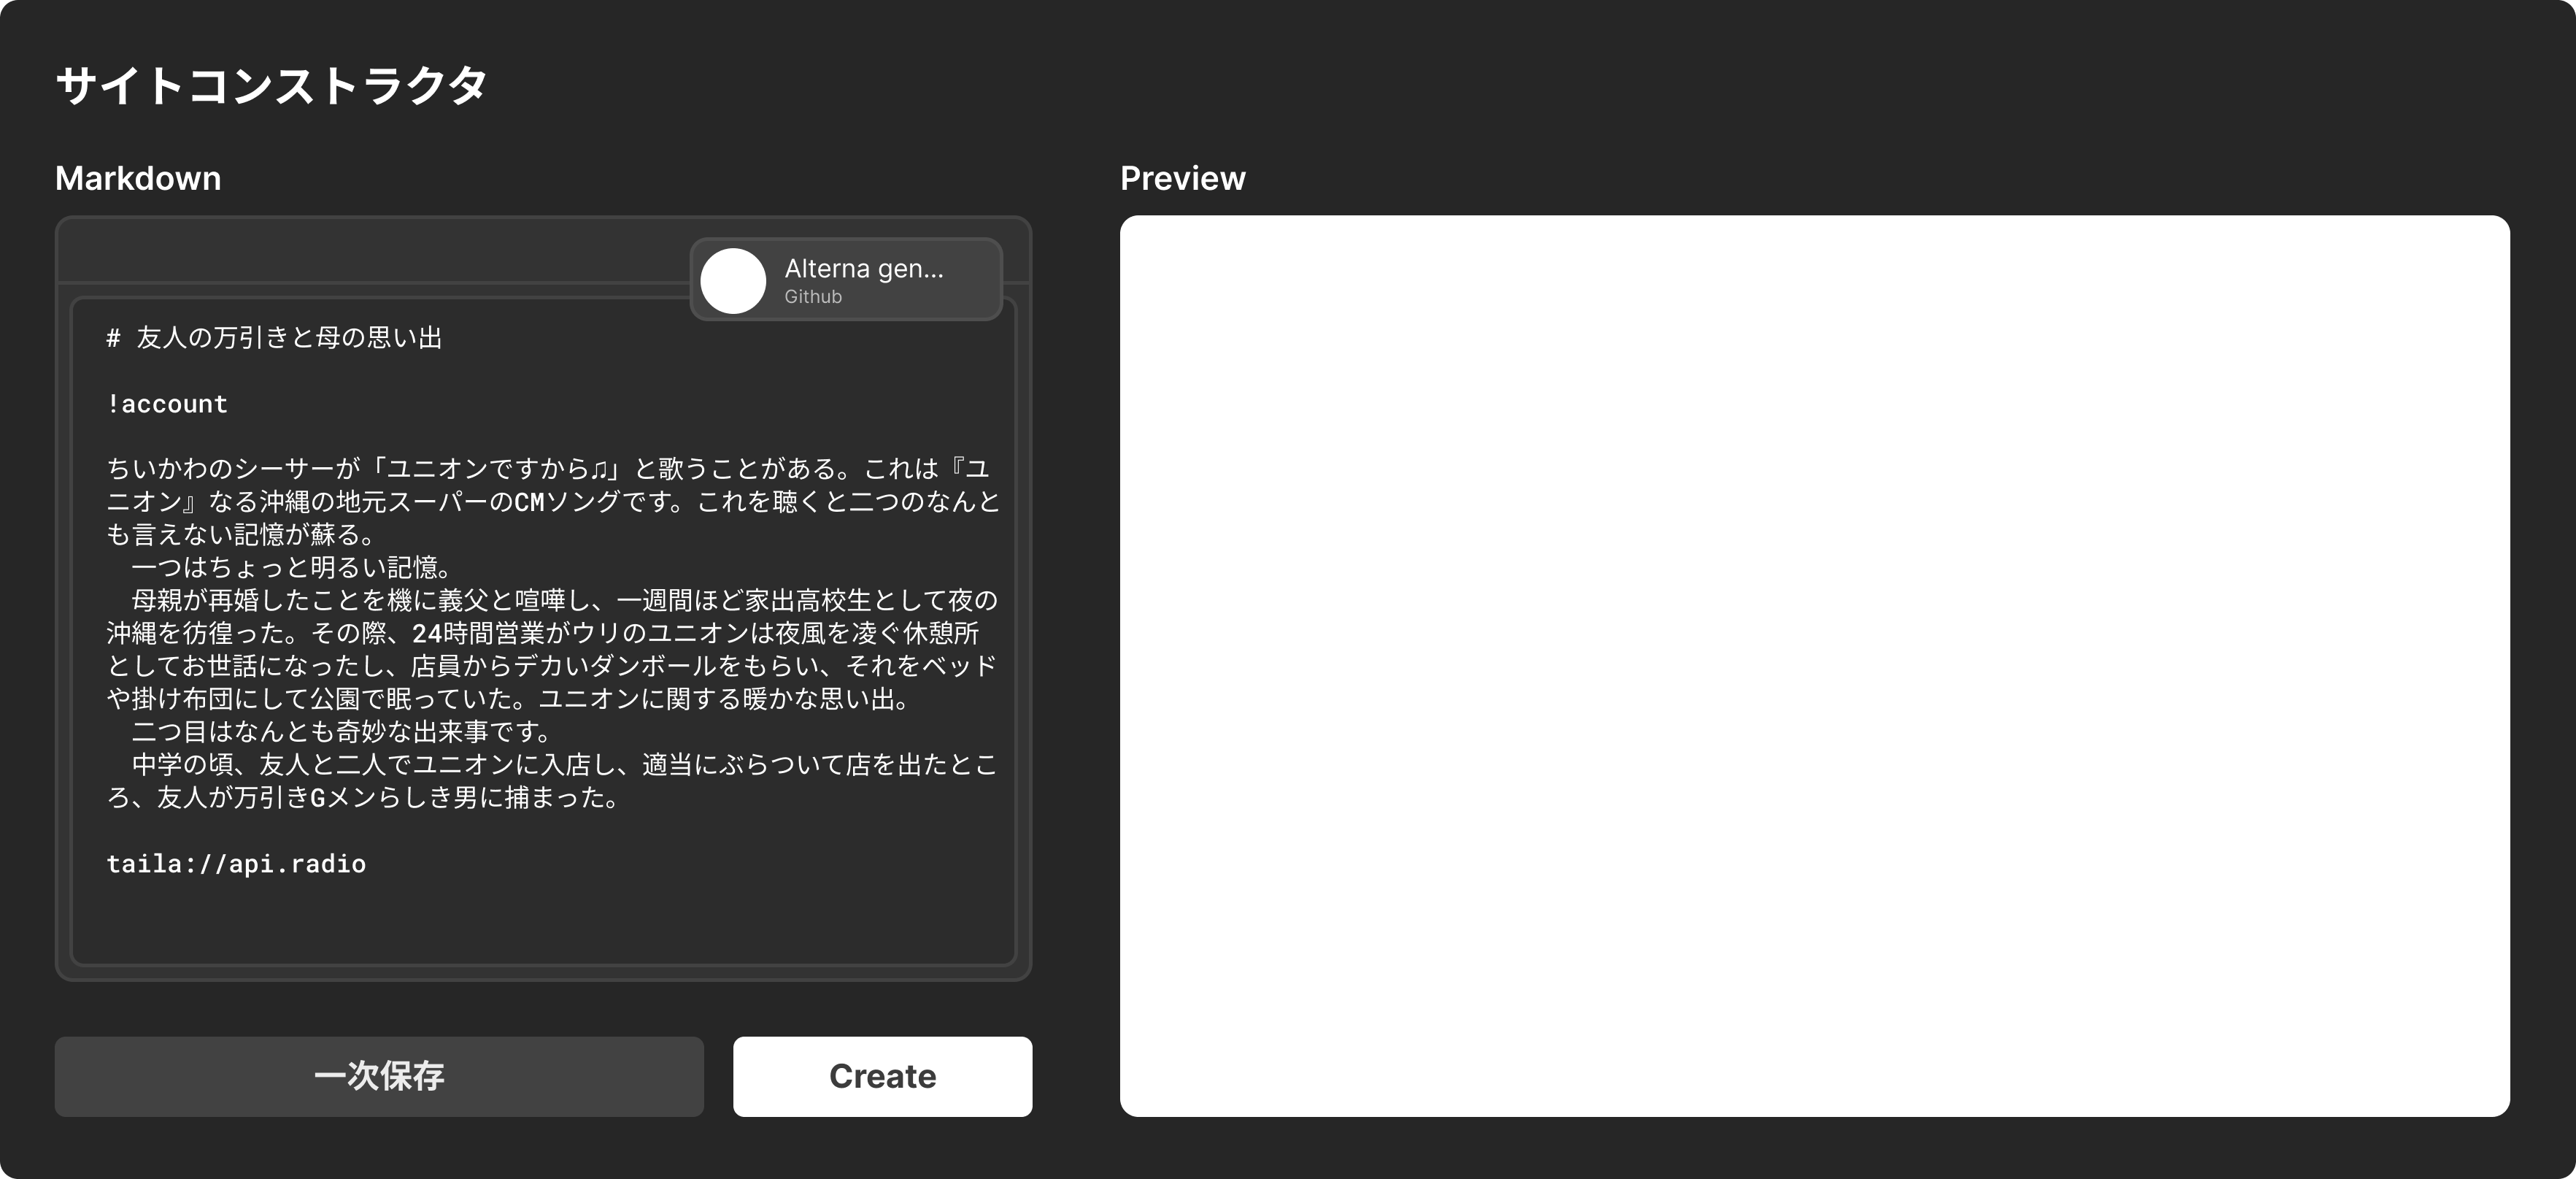 サイトコンストラクタ
Markdown
Preview
Alterna gen...
Github
# 友人の万引きと母の思い出
!account
ちいかわのシーサーが「ユニオンですから♫」と歌うことがある。これは『ユ
ニオン』なる沖縄の地元スーパーのCMソングです。これを聴くと二つのなんと
も言えない記憶が蘇る。
　一つはちょっと明るい記憶。
　母親が再婚したことを機に義父と喧嘩し、一週間ほど家出高校生として夜の
沖縄を彷徨った。その際、24時間営業がウリのユニオンは夜風を凌ぐ休憩所
としてお世話になったし、店員からデカいダンボールをもらい、それをベッド
や掛け布団にして公園で眠っていた。ユニオンに関する暖かな思い出。
　二つ目はなんとも奇妙な出来事です。
　中学の頃、友人と二人でユニオンに入店し、適当にぶらついて店を出たとこ
ろ、友人が万引きGメンらしき男に捕まった。
taila://api.radio
一次保存
Create